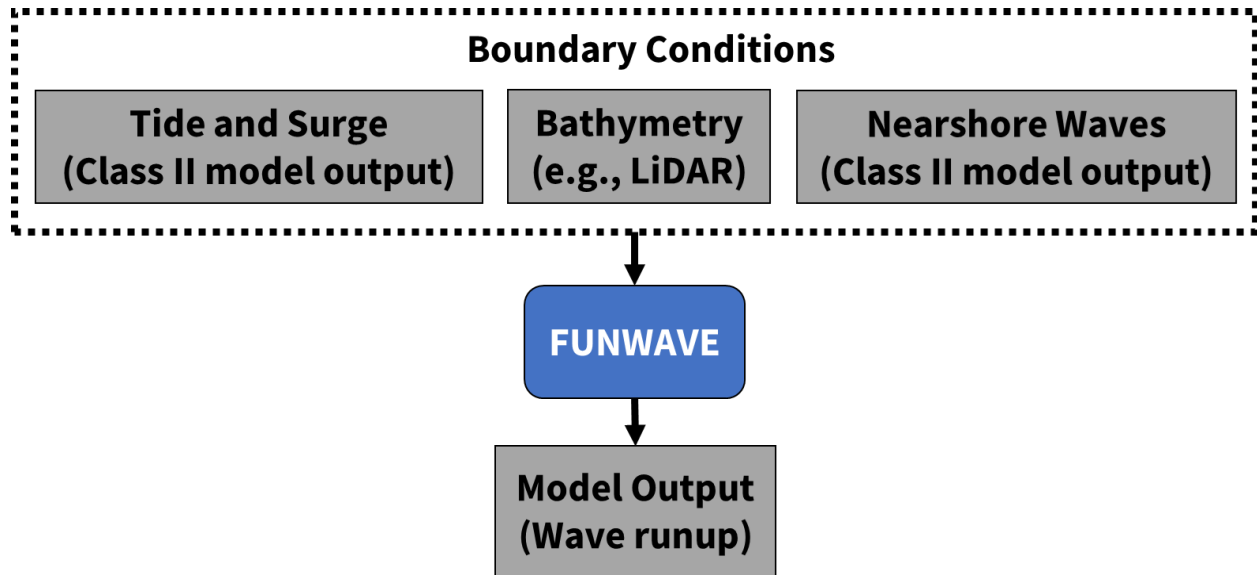 Boundary Conditions
Tide and Surge
(Class II model output)
Bathymetry
(e.g., LiDAR)
Nearshore Waves
(Class II model output)
FUNWAVE
Model Output
(Wave runup)